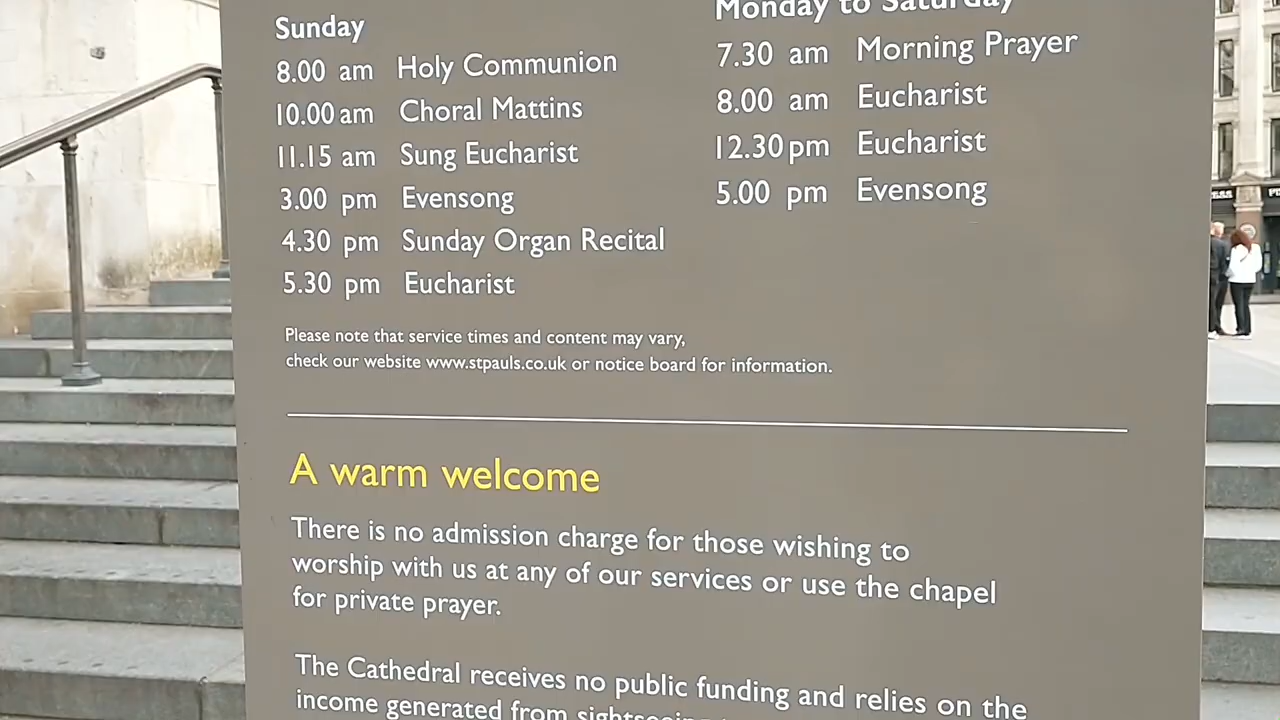 Sunday
8.00 am Holy Communion
10.00 am Choral Mattins
11.15 am Sung Eucharist
3.00 pm Evensong
4.30 pm Sunday Organ Recital
5.30 pm Eucharist
Monday to Saturday
7.30 am Morning Prayer
8.00 am Eucharist
12.30 pm Eucharist
5.00 pm Evensong
Please note that service times and content may vary,
check our website www.stpauls.co.uk or notice board for information.
A warm welcome
There is no admission charge for those wishing to
worship with us at any of our services or use the chapel
for private prayer.
The Cathedral receives no public funding and relies on the
income generated from sightseeing